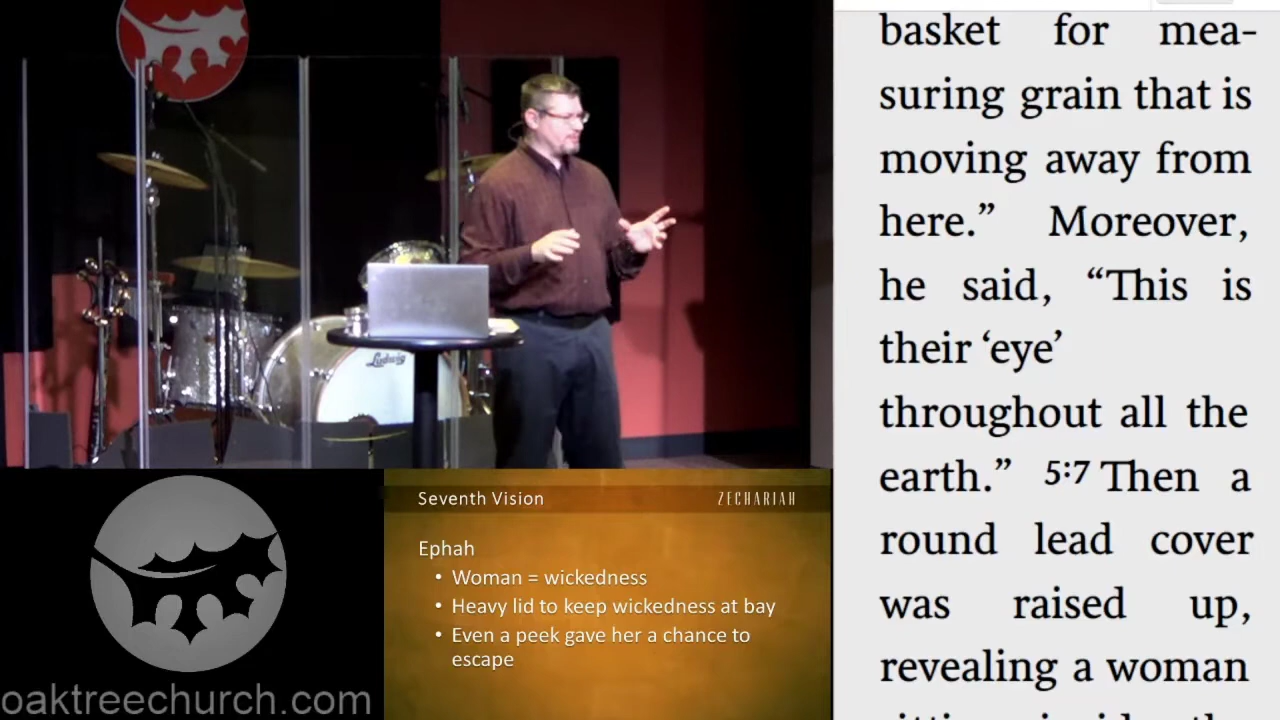 Ludwig
oaktreechurch.com
Seventh Vision
ZECHARIAH
Ephah
• Woman = wickedness
• Heavy lid to keep wickedness at bay
• Even a peek gave her a chance to
escape
basket for mea-
suring grain that is
moving away from
here.” Moreover,
he said, “This is
their ‘eye’
throughout all the
earth.” 5:7 Then a
round lead cover
was raised up,
revealing a woman